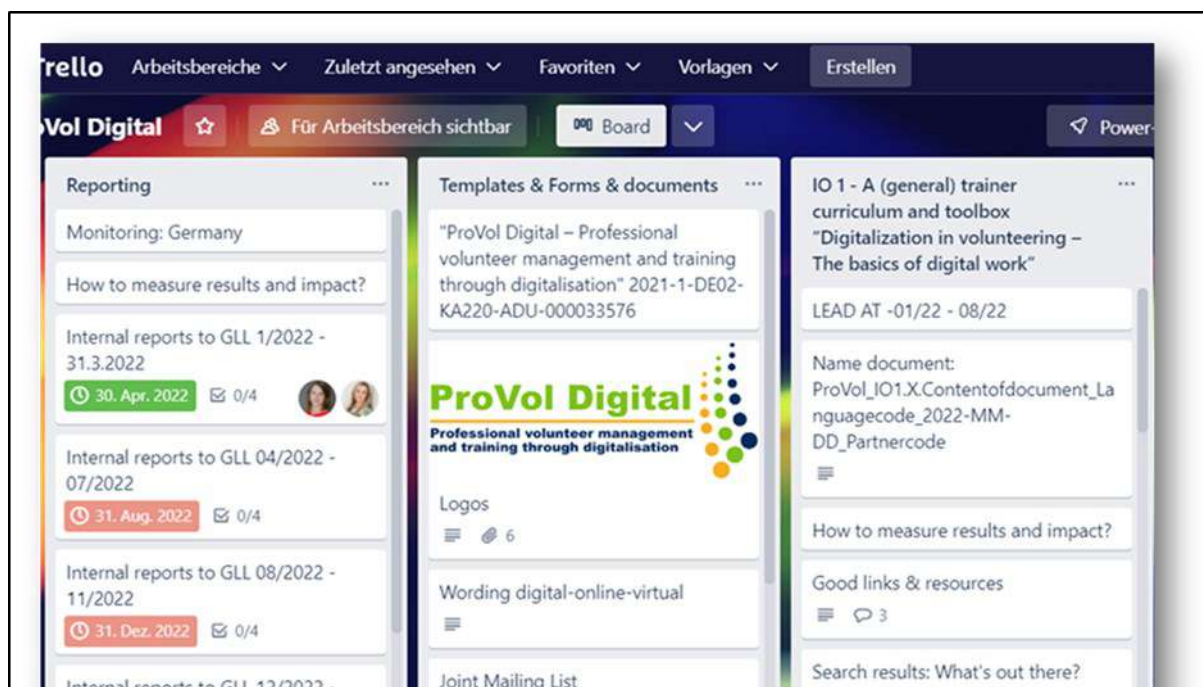 Trello Arbeitsbereiche Zuletzt angesehen Favoriten Vorlagen Erstellen
oVol Digital Für Arbeitsbereich sichtbar Board Power-
Reporting
Monitoring: Germany
How to measure results and impact?
Internal reports to GLL 1/2022 -
31.3.2022
30. Apr. 2022 0/4
Internal reports to GLL 04/2022 -
07/2022
31. Aug. 2022 0/4
Internal reports to GLL 08/2022 -
11/2022
31. Dez. 2022 0/4
Internal reports to GLL 12/2022 -
Templates & Forms & documents
"ProVol Digital – Professional
volunteer management and training
through digitalisation" 2021-1-DE02-
KA220-ADU-000033576
ProVol Digital
Professional volunteer management
and training through digitalisation
Logos
6
Wording digital-online-virtual
Joint Mailing List
IO 1 - A (general) trainer
curriculum and toolbox
"Digitalization in volunteering –
The basics of digital work"
LEAD AT -01/22 - 08/22
Name document:
ProVol_IO1.X.Contentofdocument_La
nguagecode_2022-MM-
DD_Partnercode
How to measure results and impact?
Good links & resources
3
Search results: What's out there?